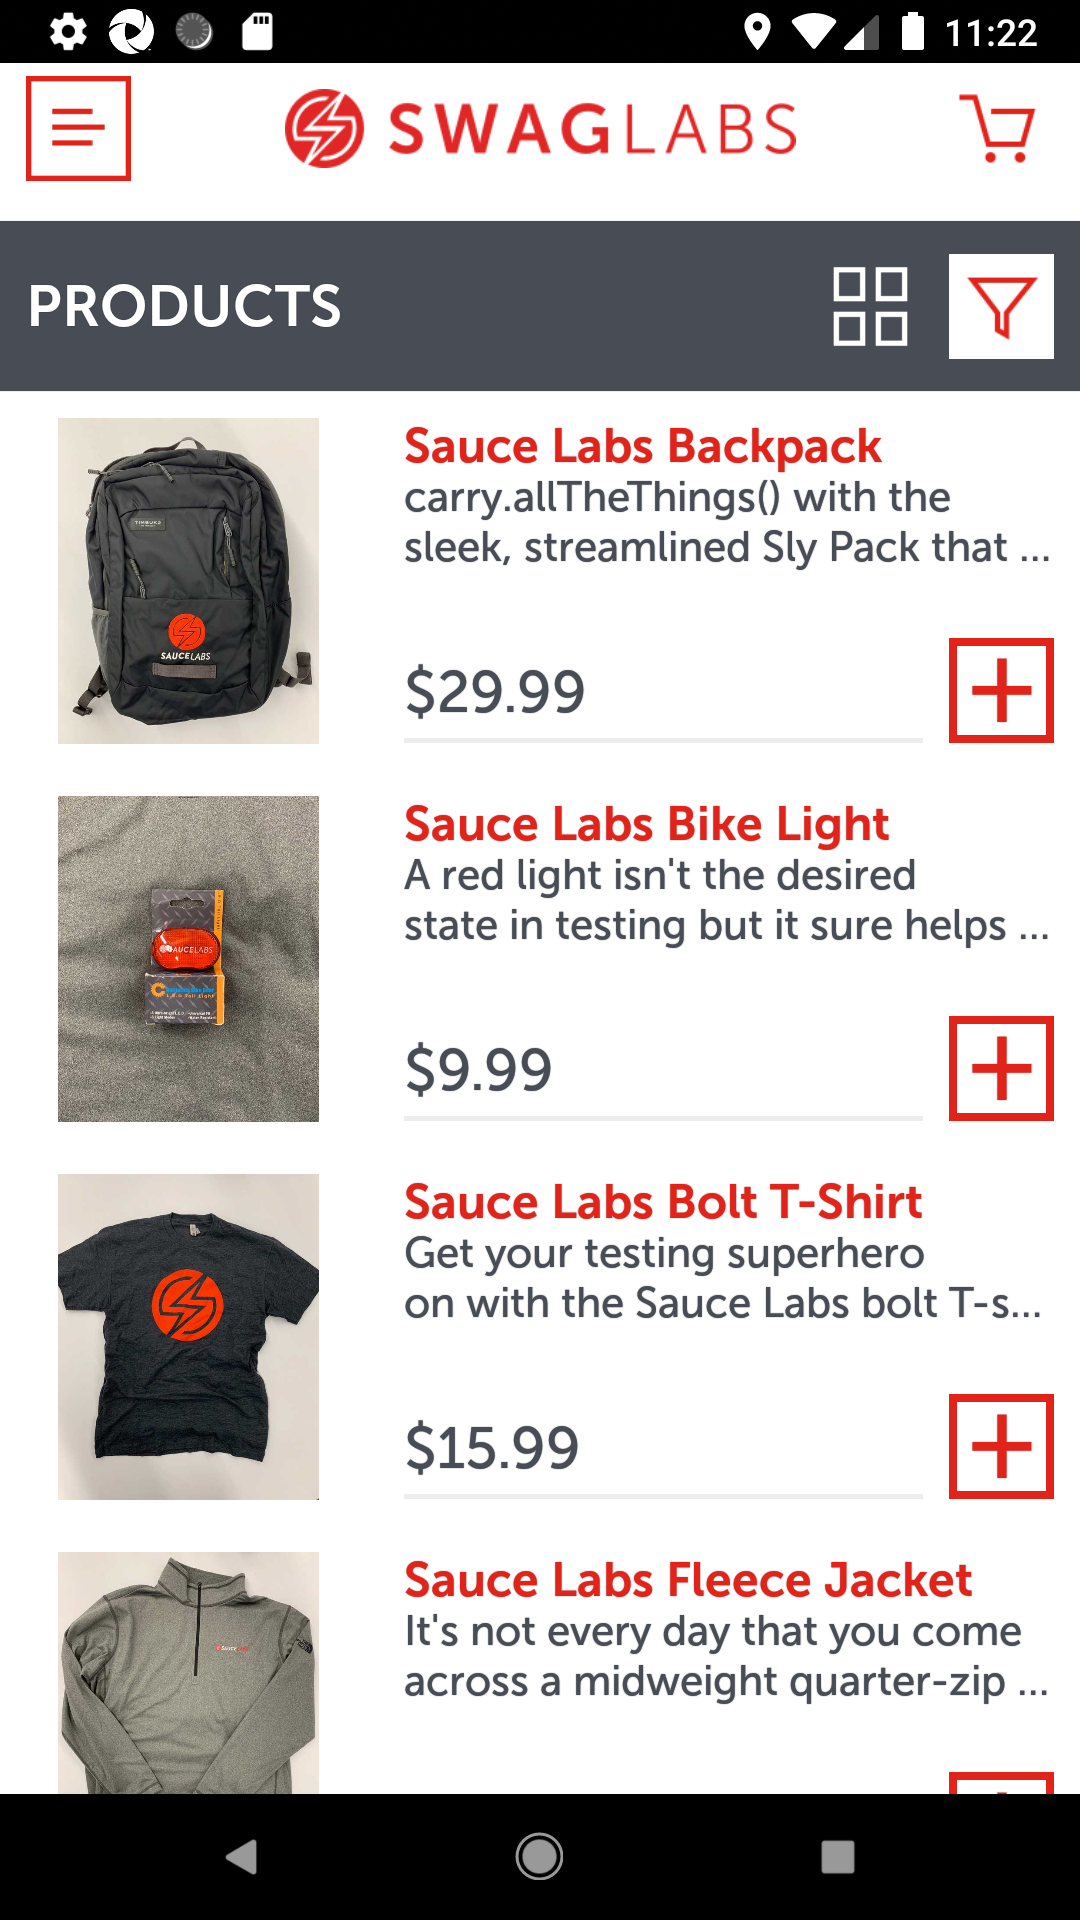 11:22
SWAGLABS
PRODUCTS
Sauce Labs Backpack
carry.allTheThings() with the
sleek, streamlined Sly Pack that ...
TIMBUK2
SAUCELABS
$29.99
Sauce Labs Bike Light
A red light isn't the desired
state in testing but it sure helps ...
SAUCELABS
$9.99
Sauce Labs Bolt T-Shirt
Get your testing superhero
on with the Sauce Labs bolt T-s...
$15.99
Sauce Labs Fleece Jacket
It's not every day that you come
across a midweight quarter-zip ...